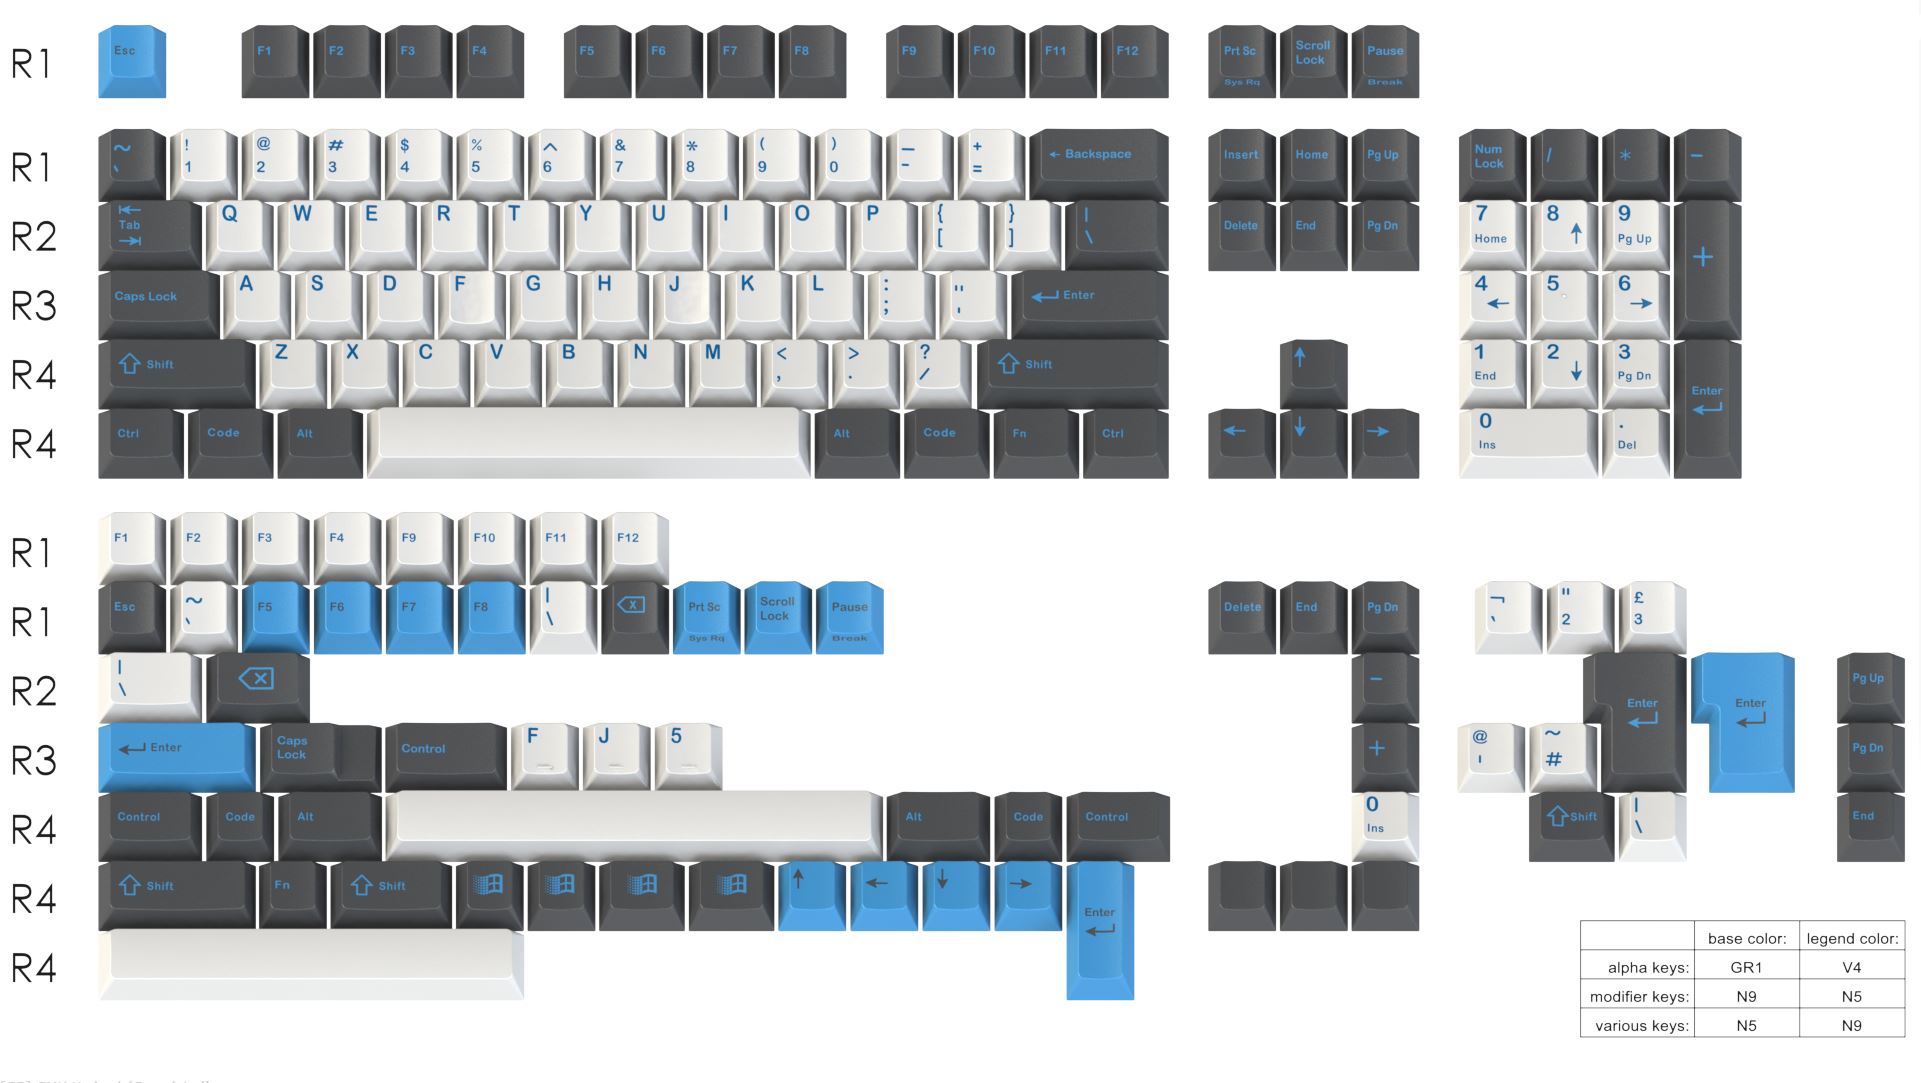 R1 Esc F1 F2 F3 F4 F5 F6 F7 F8 F9 F10 F11 F12 Prt Sc Sys Rq Scroll Lock Pause Break
R1 ~ ` ! 1 @ 2 # 3 $ 4 % 5 ^ 6 & 7 * 8 ( 9 ) 0 — - + = ← Backspace Insert Home Pg Up Num Lock / * -
R2 Tab Q W E R T Y U I O P { [ } ] | \ Delete End Pg Dn 7 Home 8 ↑ 9 Pg Up +
R3 Caps Lock A S D F G H J K L : ; " ' Enter 4 ← 5 6 →
R4 Shift Z X C V B N M < , > . ? / Shift ↑ 1 End 2 ↓ 3 Pg Dn Enter
R4 Ctrl Code Alt Alt Code Fn Ctrl ← ↓ → 0 Ins . Del
R1 F1 F2 F3 F4 F9 F10 F11 F12
R1 Esc ~ ` F5 F6 F7 F8 | \ Prt Sc Sys Rq Scroll Lock Pause Break Delete End Pg Dn ¬ ` " 2 £ 3
R2 | \ - Enter Enter Pg Up
R3 Enter Caps Lock Control F J 5 + @ ' ~ # Pg Dn
R4 Control Code Alt Alt Code Control 0 Ins Shift | \ End
R4 Shift Fn Shift ↑ ← ↓ → Enter
R4
base color: legend color:
alpha keys: GR1 V4
modifier keys: N9 N5
various keys: N5 N9